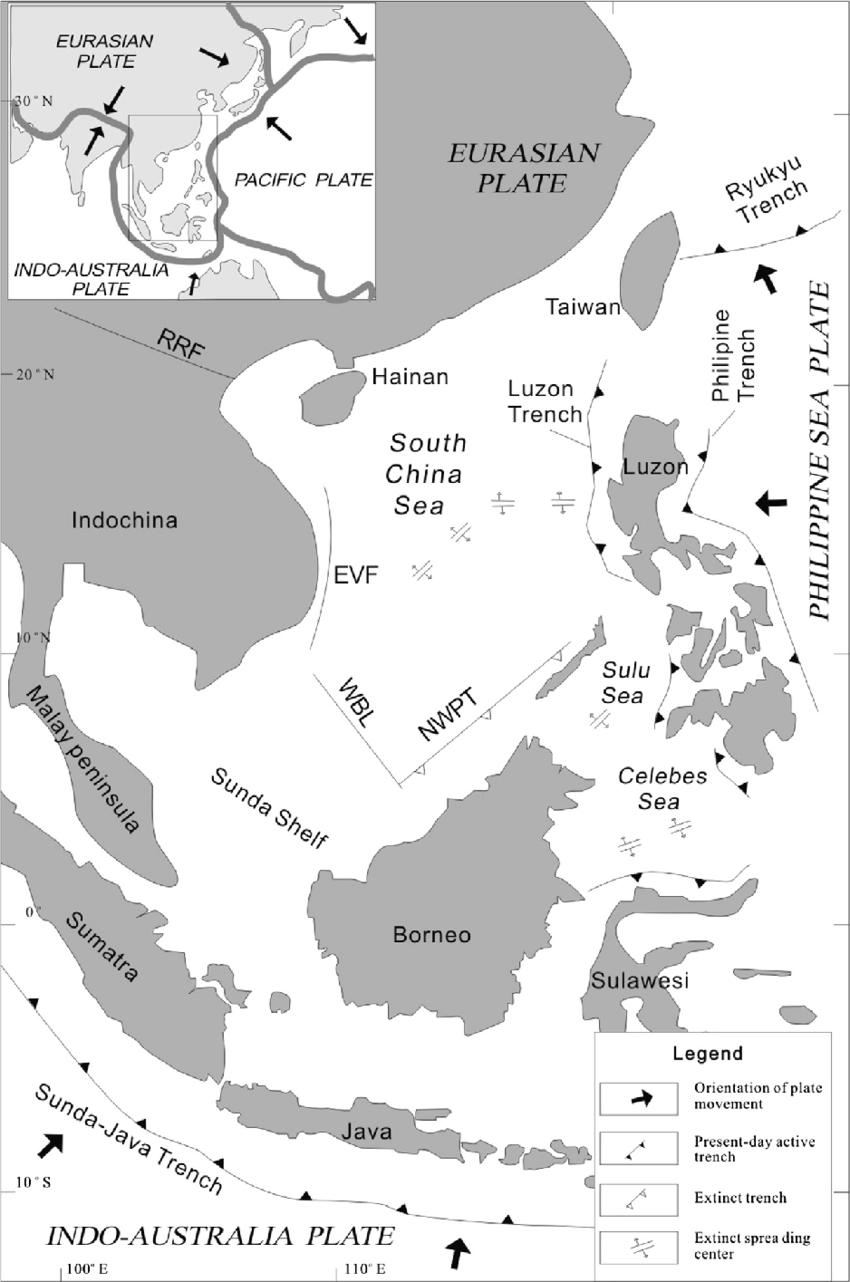 EURASIAN
PLATE
30°N
PACIFIC PLATE
INDO-AUSTRALIA
PLATE
EURASIAN
PLATE
Ryukyu
Trench
Taiwan
RRF
20°N
Hainan
Luzon
Trench
Philipine
Trench
PHILIPPINE SEA PLATE
South
China
Sea
Luzon
Indochina
EVF
10°N
Sulu
Sea
WBL
NWPT
Malay peninsula
Celebes
Sea
Sunda Shelf
0°
Sumatra
Borneo
Sulawesi
Legend
Orientation of plate
movement
Present-day active
trench
Extinct trench
Extinct sprea ding
center
Sunda-Java Trench
Java
10°S
INDO-AUSTRALIA PLATE
100°E
110°E